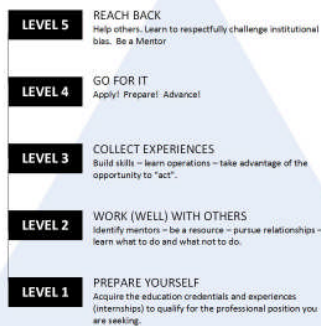 LEVEL 5
REACH BACK
Help others. Learn to respectfully challenge institutional
bias. Be a Mentor
LEVEL 4
GO FOR IT
Apply! Prepare! Advance!
LEVEL 3
COLLECT EXPERIENCES
Build skills – learn operations – take advantage of the
opportunity to "act".
LEVEL 2
WORK (WELL) WITH OTHERS
Identify mentors – be a resource – pursue relationships –
learn what to do and what not to do.
LEVEL 1
PREPARE YOURSELF
Acquire the education credentials and experiences
(internships) to qualify for the professional position you
are seeking.